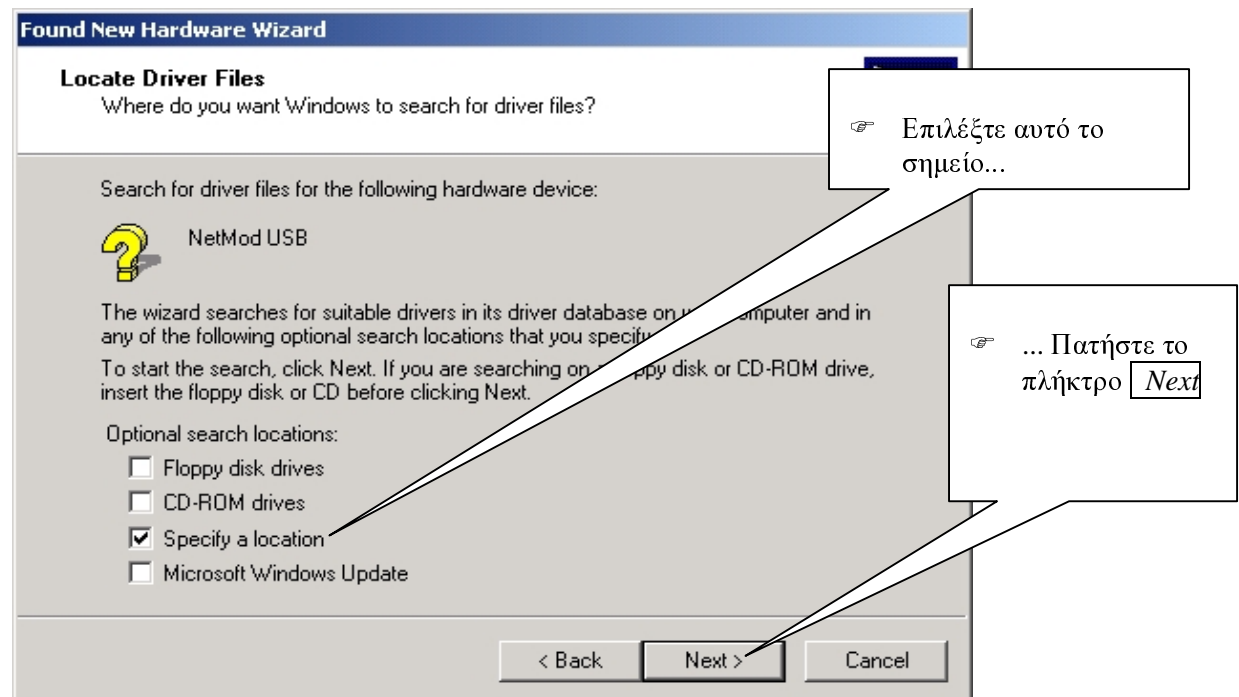 Found New Hardware Wizard
Locate Driver Files
Where do you want Windows to search for driver files?
☞ Επιλέξτε αυτό το
σημείο...
Search for driver files for the following hardware device:
NetMod USB
The wizard searches for suitable drivers in its driver database on computer and in
any of the following optional search locations that you specify
To start the search, click Next. If you are searching on disk or CD-ROM drive,
insert the floppy disk or CD before clicking Next.
☞ ... Πατήστε το
πλήκτρο Next
Optional search locations:
Floppy disk drives
CD-ROM drives
Specify a location
Microsoft Windows Update
< Back Next > Cancel